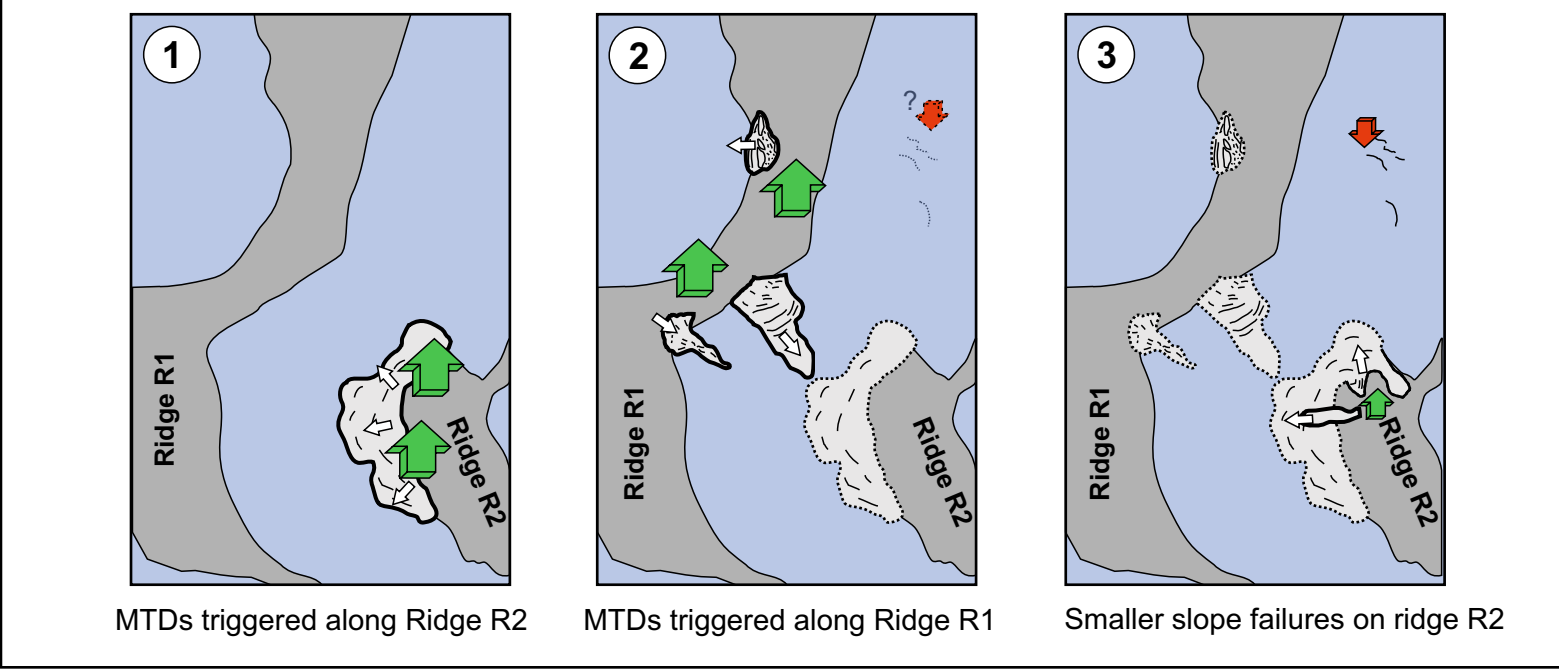 1
Ridge R1
Ridge R2
MTDs triggered along Ridge R2
2
?
Ridge R1
Ridge R2
MTDs triggered along Ridge R1
3
Ridge R1
Ridge R2
Smaller slope failures on ridge R2